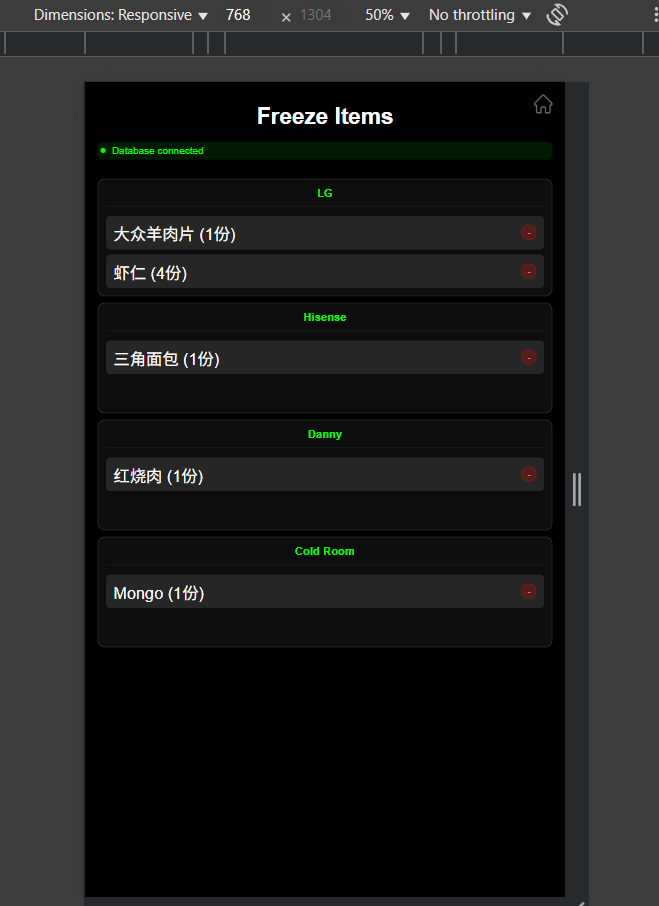 Dimensions: Responsive ▼ 768 × 1304 50% ▼ No throttling ▼
Freeze Items
Database connected
LG
大众羊肉片 (1份) -
虾仁 (4份) -
Hisense
三角面包 (1份) -
Danny
红烧肉 (1份) -
Cold Room
Mongo (1份) -